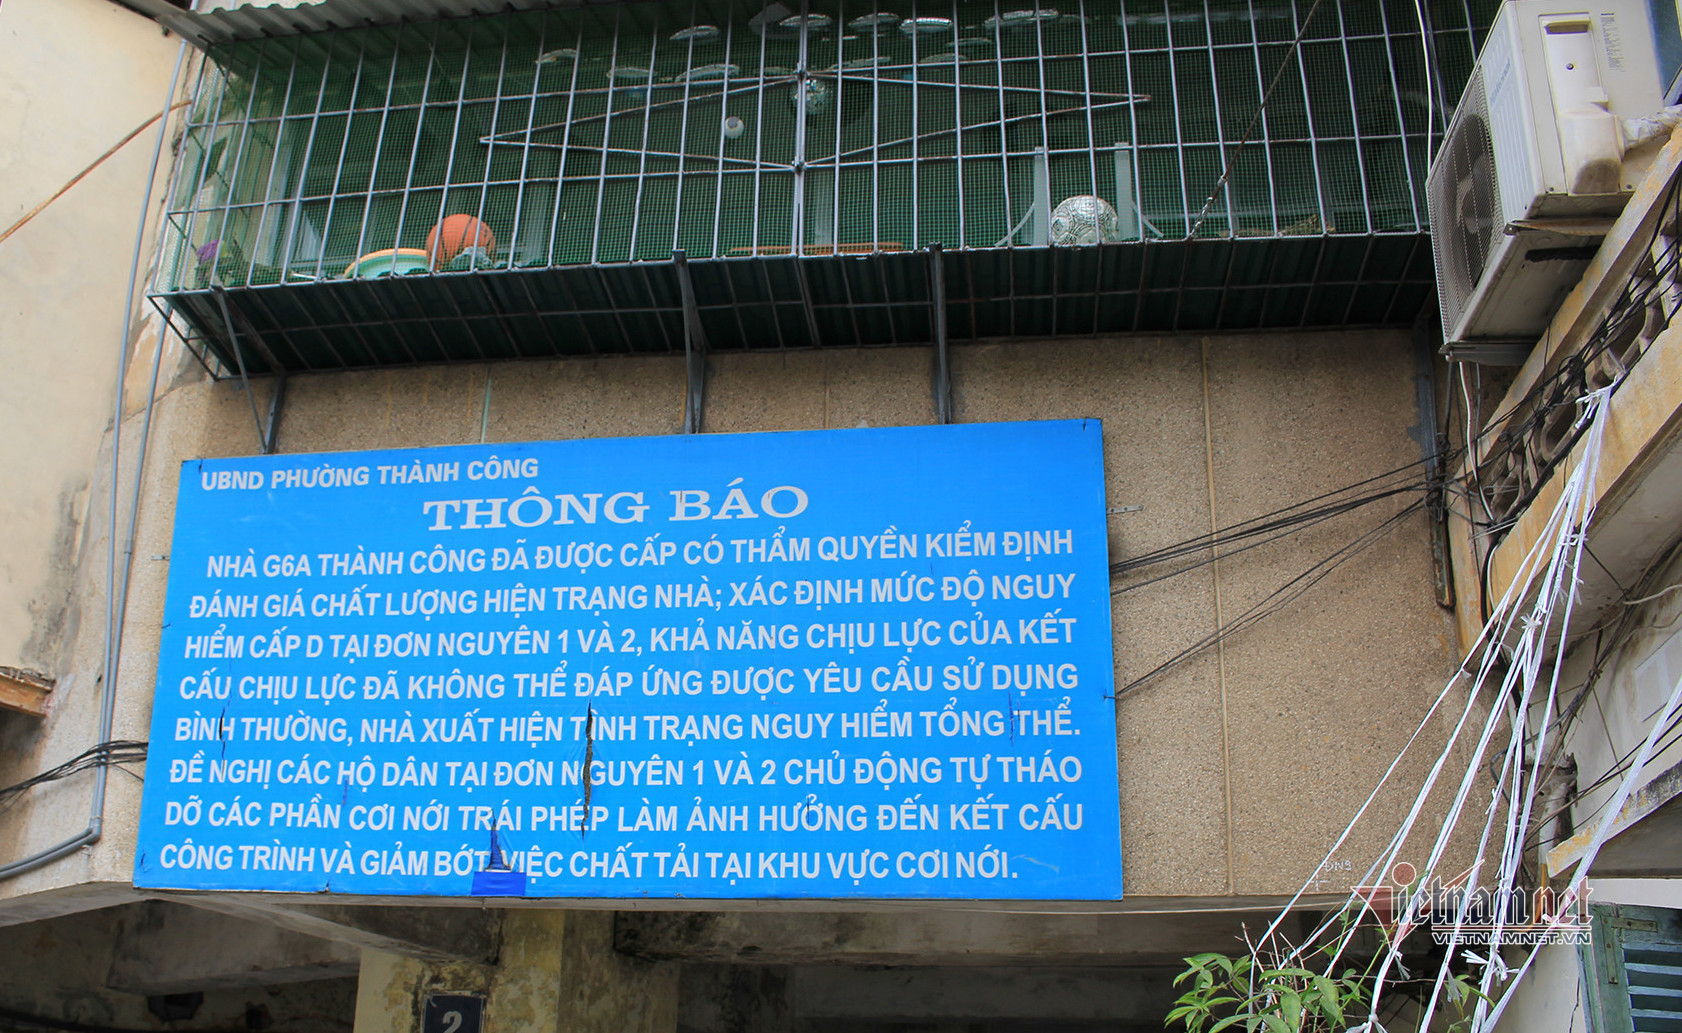 UBND PHƯỜNG THÀNH CÔNG
THÔNG BÁO
NHÀ G6A THÀNH CÔNG ĐÃ ĐƯỢC CẤP CÓ THẨM QUYỀN KIỂM ĐỊNH
ĐÁNH GIÁ CHẤT LƯỢNG HIỆN TRẠNG NHÀ; XÁC ĐỊNH MỨC ĐỘ NGUY
HIỂM CẤP D TẠI ĐƠN NGUYÊN 1 VÀ 2, KHẢ NĂNG CHỊU LỰC CỦA KẾT
CẤU CHỊU LỰC ĐÃ KHÔNG THỂ ĐÁP ỨNG ĐƯỢC YÊU CẦU SỬ DỤNG
BÌNH THƯỜNG, NHÀ XUẤT HIỆN TÌNH TRẠNG NGUY HIỂM TỔNG THỂ.
ĐỀ NGHỊ CÁC HỘ DÂN TẠI ĐƠN NGUYÊN 1 VÀ 2 CHỦ ĐỘNG TỰ THÁO
DỠ CÁC PHẦN CƠI NỚI TRÁI PHÉP LÀM ẢNH HƯỞNG ĐẾN KẾT CẤU
CÔNG TRÌNH VÀ GIẢM BỚT VIỆC CHẤT TẢI TẠI KHU VỰC CƠI NỚI.
ĐN9
Vietnamnet
VIETNAMNET.VN
2